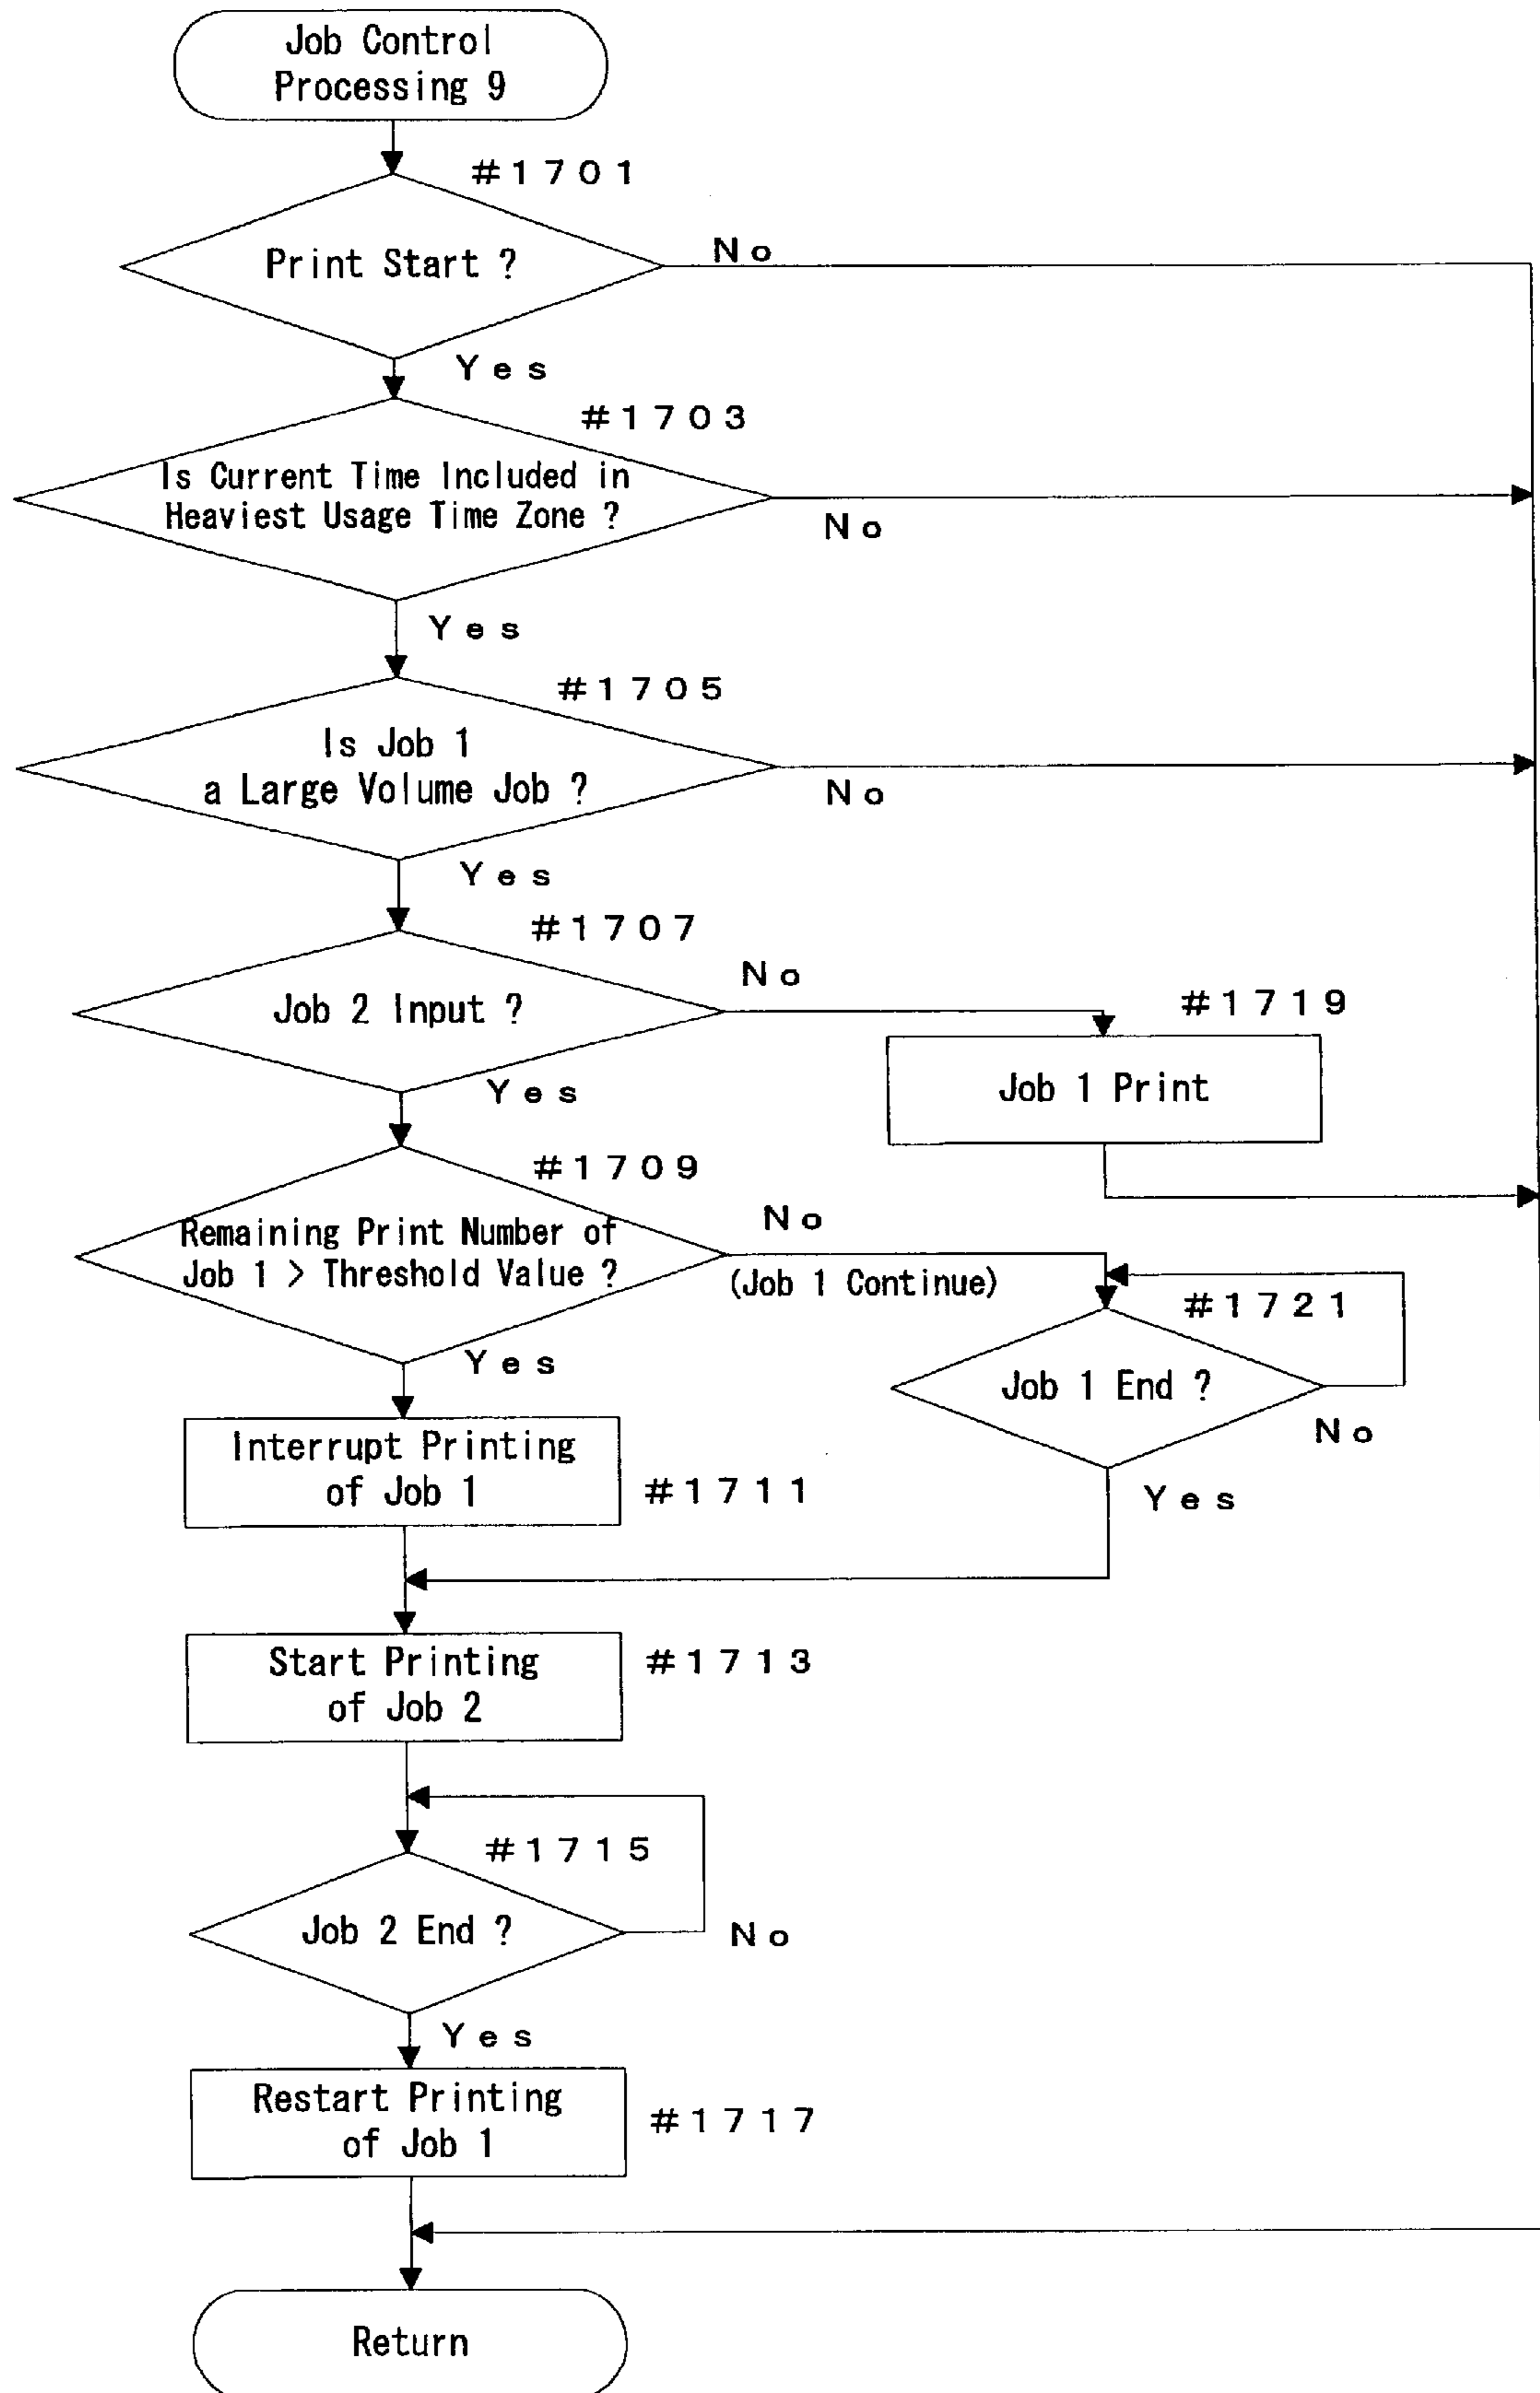 Job Control
Processing 9
#1701
Print Start ?
No
Yes
#1703
Is Current Time Included in
Heaviest Usage Time Zone ?
No
Yes
#1705
Is Job 1
a Large Volume Job ?
No
Yes
#1707
No
Job 2 Input ?
#1719
Yes
Job 1 Print
#1709
No
Remaining Print Number of
Job 1 > Threshold Value ?
(Job 1 Continue)
#1721
Yes
Job 1 End ?
No
Interrupt Printing
of Job 1
#1711
Yes
Start Printing
of Job 2
#1713
#1715
Job 2 End ?
No
Yes
Restart Printing
of Job 1
#1717
Return